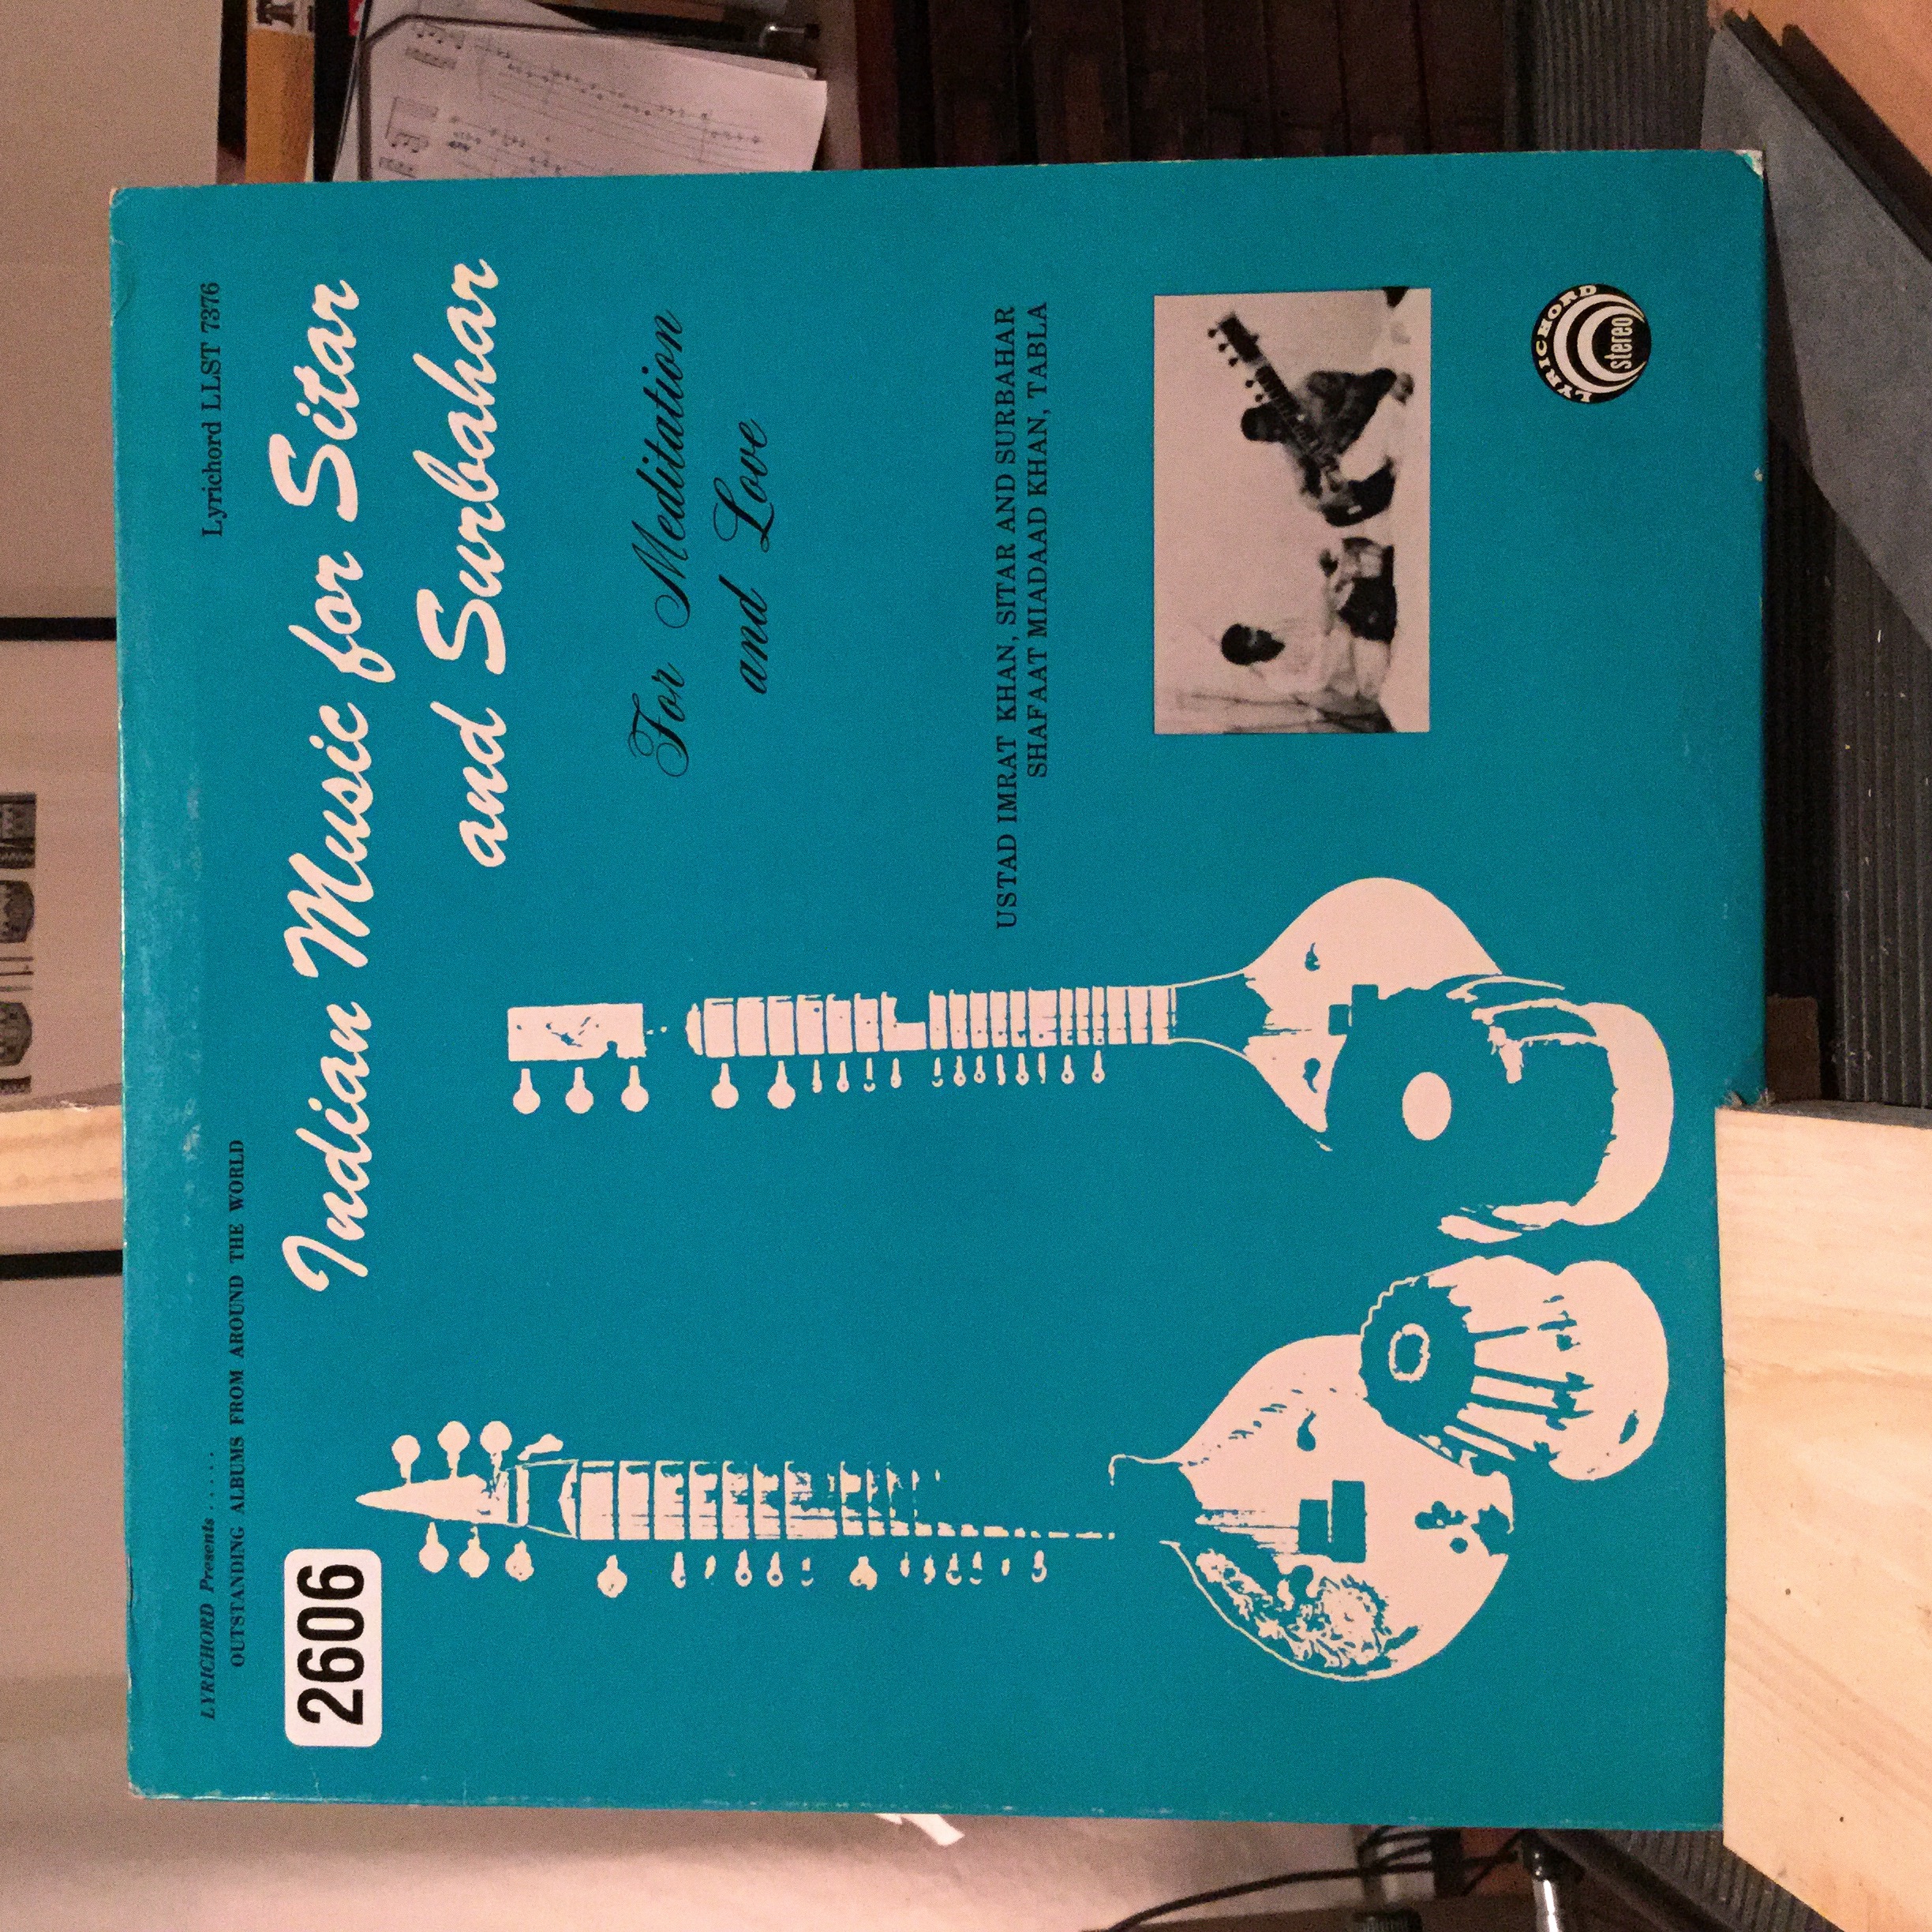 LYRICHORD Presents . . . . .
OUTSTANDING ALBUMS FROM AROUND THE WORLD
Lyrichord LLST 7376
2606
Indian Music for Sitar
and Surbahar
For Meditation
and Love
USTAD IMRAT KHAN, SITAR AND SURBAHAR
SHAFAAT MIADAAD KHAN, TABLA
LYRICHORD
stereo